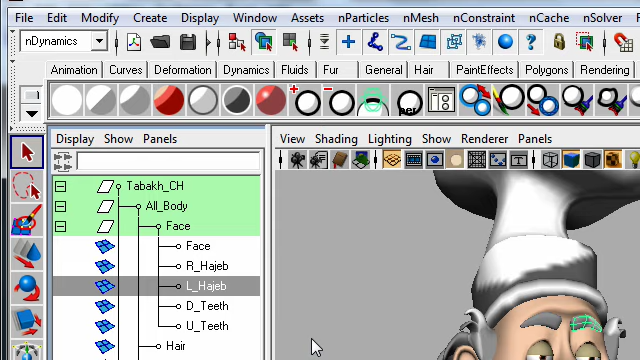 File Edit Modify Create Display Window Assets nParticles nMesh nConstraint nCache nSolver
nDynamics
Animation Curves Deformation Dynamics Fluids Fur General Hair PaintEffects Polygons Rendering
per
Display Show Panels
View Shading Lighting Show Renderer Panels
Tabakh_CH
All_Body
Face
Face
R_Hajeb
L_Hajeb
D_Teeth
U_Teeth
Hair